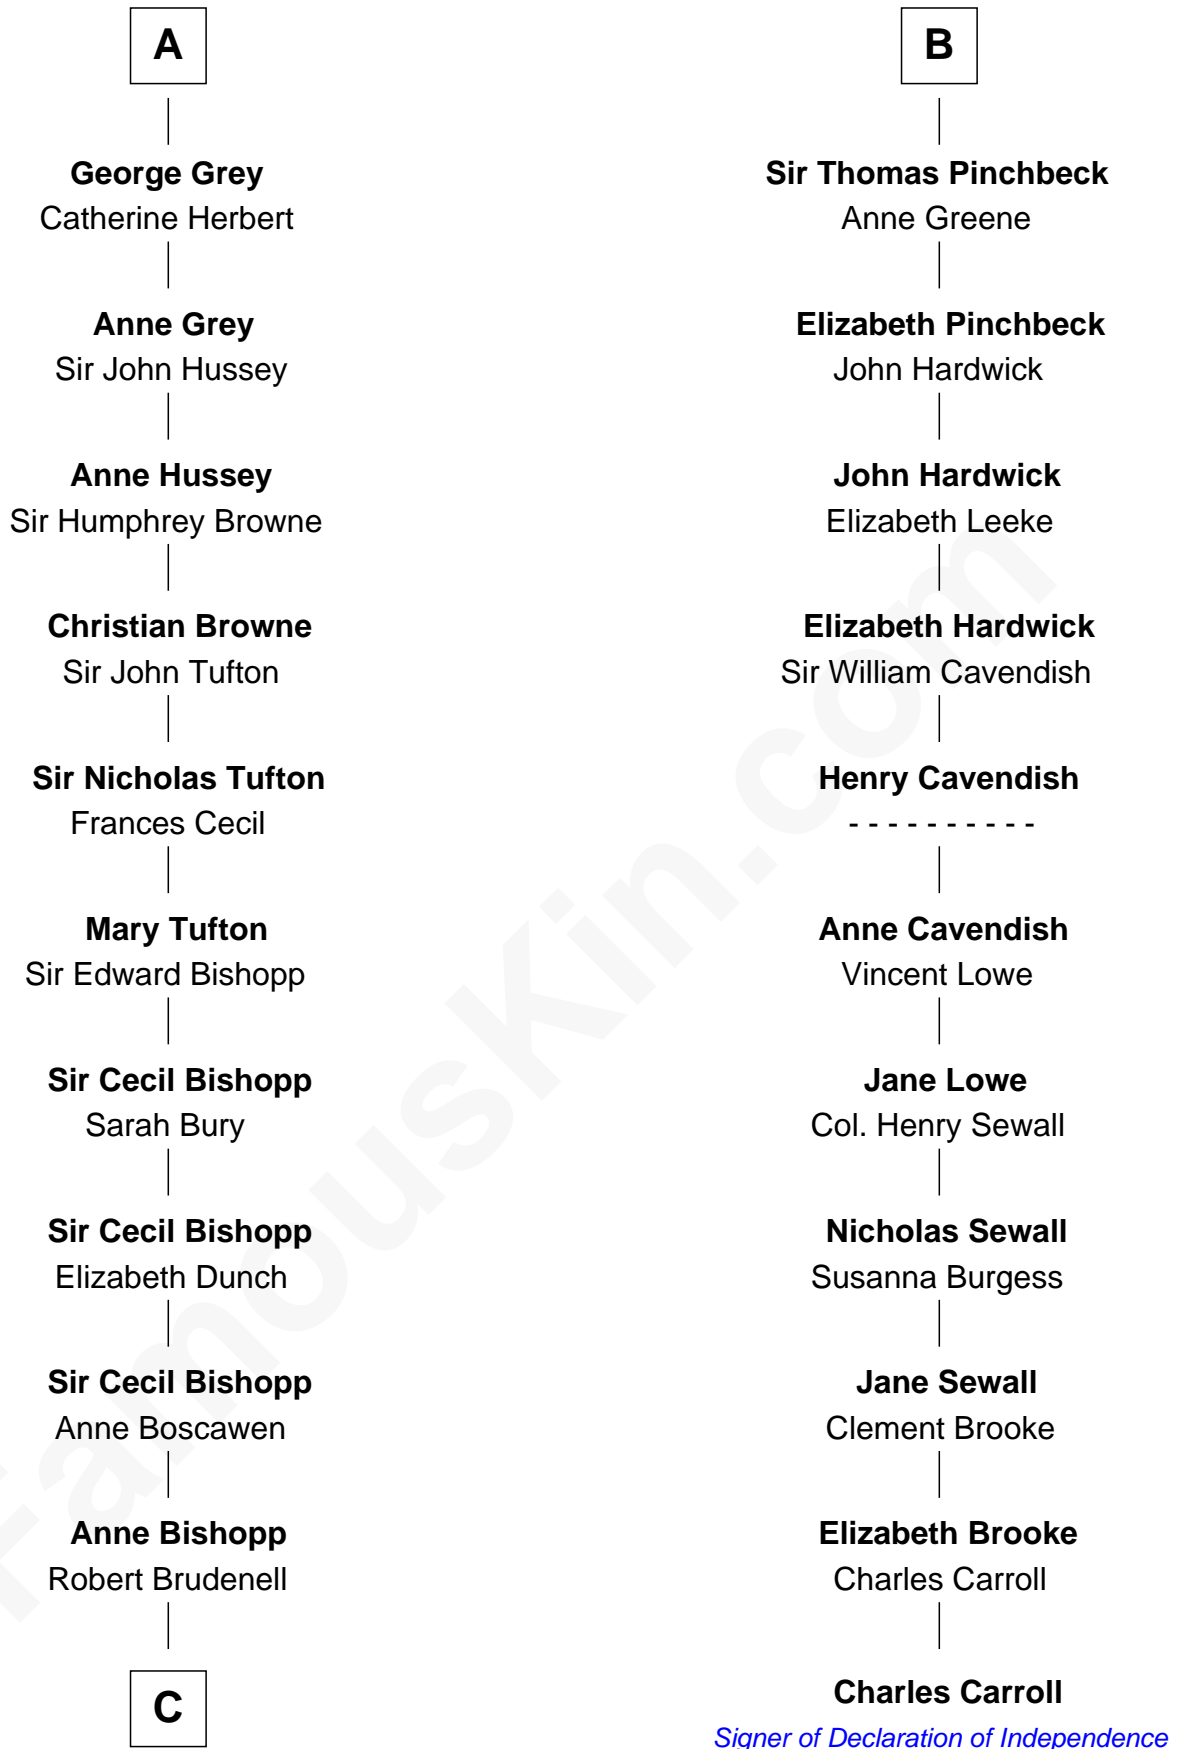 A
George Grey
Catherine Herbert
Anne Grey
Sir John Hussey
Anne Hussey
Sir Humphrey Browne
Christian Browne
Sir John Tufton
Sir Nicholas Tufton
Frances Cecil
Mary Tufton
Sir Edward Bishopp
Sir Cecil Bishopp
Sarah Bury
Sir Cecil Bishopp
Elizabeth Dunch
Sir Cecil Bishopp
Anne Boscawen
Anne Bishopp
Robert Brudenell
C
B
Sir Thomas Pinchbeck
Anne Greene
Elizabeth Pinchbeck
John Hardwick
John Hardwick
Elizabeth Leeke
Elizabeth Hardwick
Sir William Cavendish
Henry Cavendish
- - - - - - - - - -
Anne Cavendish
Vincent Lowe
Jane Lowe
Col. Henry Sewall
Nicholas Sewall
Susanna Burgess
Jane Sewall
Clement Brooke
Elizabeth Brooke
Charles Carroll
Charles Carroll
Signer of Declaration of Independence
FamousKin.com